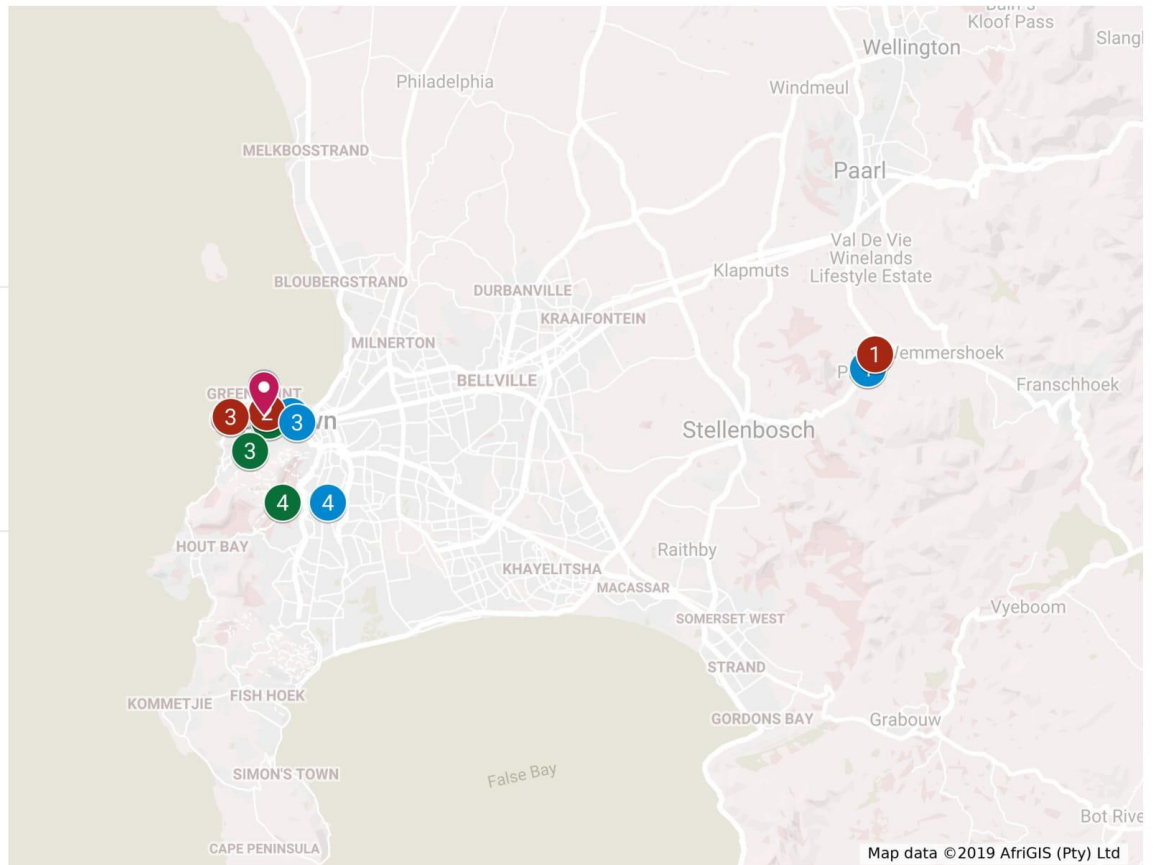 Kloof Pass
Wellington
Slang
Philadelphia
Windmeul
MELKBOSSTRAND
Paarl
Val De Vie
Winelands
Lifestyle Estate
Klapmuts
BLOUBERGSTRAND
DURBANVILLE
KRAAIFONTEIN
MILNERTON
1
emmershoek
BELLVILLE
Franschhoek
3
2
3
wn
Stellenbosch
3
4
4
HOUT BAY
Raithby
KHAYELITSHA
MACASSAR
Vyeboom
SOMERSET WEST
STRAND
FISH HOEK
KOMMETJIE
GORDONS BAY
Grabouw
SIMON'S TOWN
False Bay
Bot Rive
CAPE PENINSULA
Map data ©2019 AfriGIS (Pty) Ltd